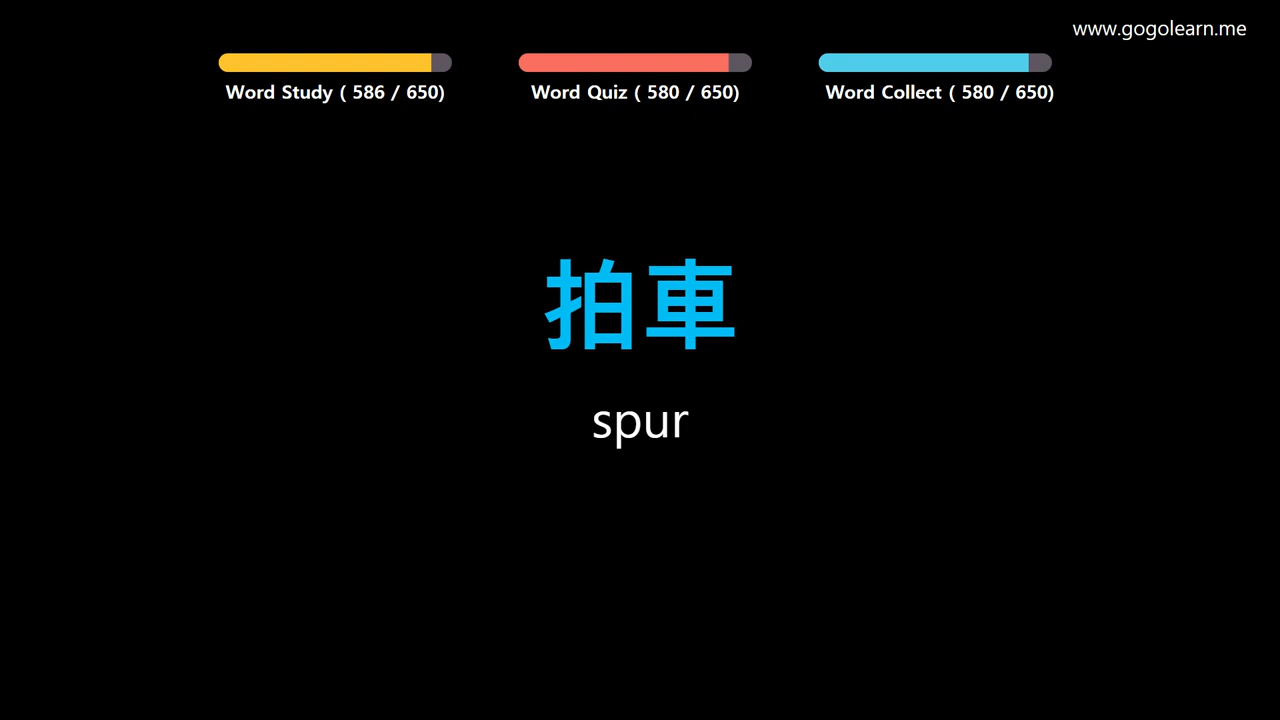 www.gogolearn.me
Word Study ( 586 / 650)
Word Quiz ( 580 / 650)
Word Collect ( 580 / 650)
拍車
spur